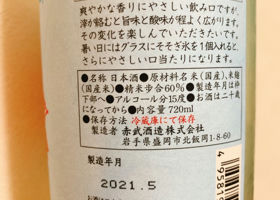 爽やかな香りにやさしい飲み口ですが、
滓が絡むと旨味と酸味が程よく広がります。
その変化を楽しんでいただきたいです。
暑い日にはグラスにそそぎ氷を1個入れると、
さらにやさしい口当たりになります。
●名称 日本酒●原材料名 米(国産)、米麹
(国産米)●精米歩合60%●製造年月は枠
下部へ●アルコール分15度●お酒は二十歳
になってから●内容量 720ml
●保存方法 冷蔵庫にて保存
製造者 赤武酒造株式会社
岩手県盛岡市北飯岡1-8-60
製造年月
2021.5